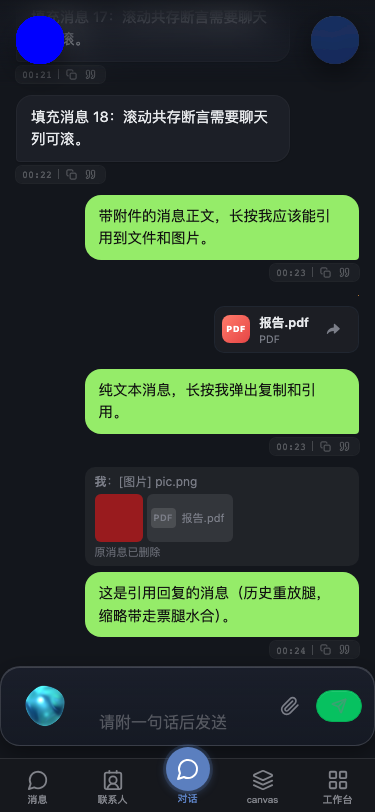 填充消息 17：滚动共存断言需要聊天
可滚。
00:21
填充消息 18：滚动共存断言需要聊天
列可滚。
00:22
带附件的消息正文，长按我应该能引
用到文件和图片。
00:23
PDF
报告.pdf
PDF
纯文本消息，长按我弹出复制和引
用。
00:23
我：[图片] pic.png
PDF
报告.pdf
原消息已删除
这是引用回复的消息（历史重放腿，
缩略带走票腿水合）。
00:24
请附一句话后发送
消息
联系人
对话
canvas
工作台